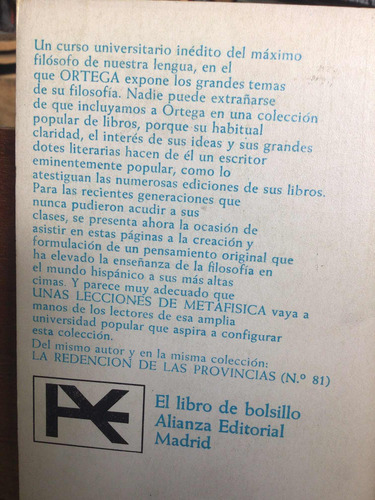 Un curso universitario inédito del máximo
filósofo de nuestra lengua, en el
que ORTEGA expone los grandes temas
de su filosofía. Nadie puede extrañarse
de que incluyamos a Ortega en una colección
popular de libros, porque su habitual
claridad, el interés de sus ideas y sus grandes
dotes literarias hacen de él un escritor
eminentemente popular, como lo
atestiguan las numerosas ediciones de sus libros.
Para las recientes generaciones que
nunca pudieron acudir a sus
clases, se presenta ahora la ocasión de
asistir en estas páginas a la creación y
formulación de un pensamiento original que
ha elevado la enseñanza de la filosofía en
el mundo hispánico a sus más altas
cimas. Y parece muy adecuado que
UNAS LECCIONES DE METAFISICA vaya a
manos de los lectores de esa amplia
universidad popular que aspira a configurar
esta colección.
Del mismo autor y en la misma colección:
LA REDENCION DE LAS PROVINCIAS (N.º 81)
El libro de bolsillo
Alianza Editorial
Madrid